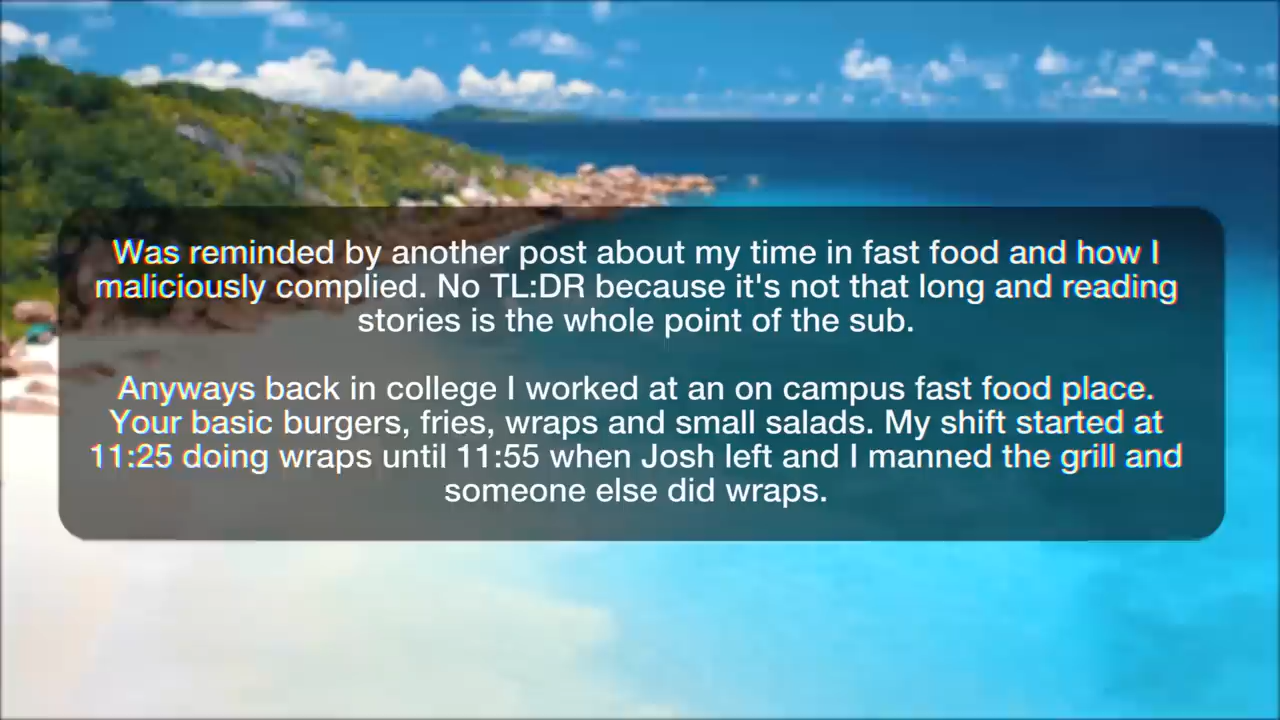 Was reminded by another post about my time in fast food and how I
maliciously complied. No TL:DR because it's not that long and reading
stories is the whole point of the sub.
Anyways back in college I worked at an on campus fast food place.
Your basic burgers, fries, wraps and small salads. My shift started at
11:25 doing wraps until 11:55 when Josh left and I manned the grill and
someone else did wraps.